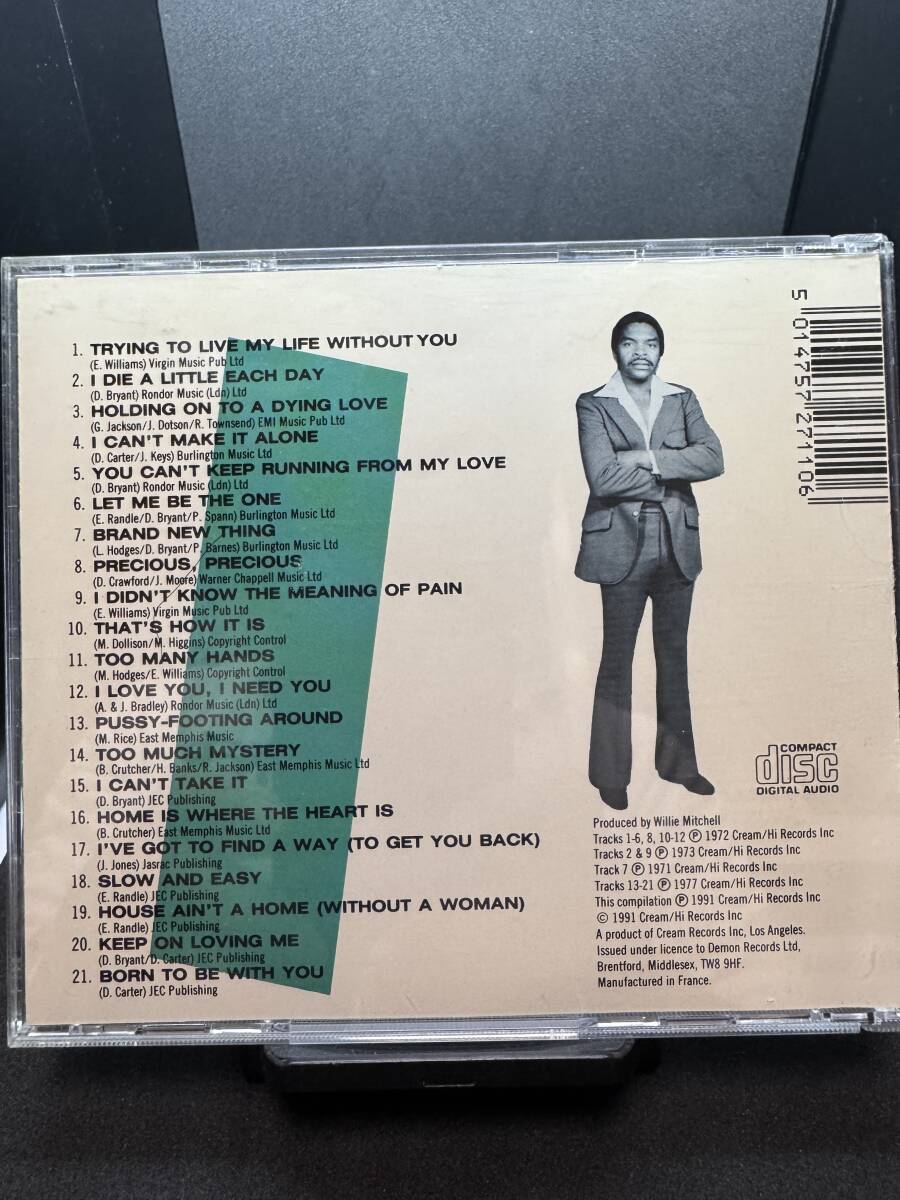 1. TRYING TO LIVE MY LIFE WITHOUT YOU
(E. Williams) Virgin Music Pub Ltd
2. I DIE A LITTLE EACH DAY
(D. Bryant) Rondor Music (Ldn) Ltd
3. HOLDING ON TO A DYING LOVE
(G. Jackson/J. Dotson/R. Townsend) EMI Music Pub Ltd
4. I CAN'T MAKE IT ALONE
(D. Carter/J. Keys) Burlington Music Ltd
5. YOU CAN'T KEEP RUNNING FROM MY LOVE
(D. Bryant) Rondor Music (Ldn) Ltd
6. LET ME BE THE ONE
(E. Randle/D. Bryant/P. Spann) Burlington Music Ltd
7. BRAND NEW THING
(L. Hodges/D. Bryant/P. Barnes) Burlington Music Ltd
8. PRECIOUS, PRECIOUS
(D. Crawford/J. Moore) Warner Chappell Music Ltd
9. I DIDN'T KNOW THE MEANING OF PAIN
(E. Williams) Virgin Music Pub Ltd
10. THAT'S HOW IT IS
(M. Dollison/M. Higgins) Copyright Control
11. TOO MANY HANDS
(M. Hodges/E. Williams) Copyright Control
12. I LOVE YOU, I NEED YOU
(A. & J. Bradley) Rondor Music (Ldn) Ltd
13. PUSSY-FOOTING AROUND
(M. Rice) East Memphis Music
14. TOO MUCH MYSTERY
(B. Crutcher/H. Banks/R. Jackson) East Memphis Music Ltd
15. I CAN'T TAKE IT
(D. Bryant) JEC Publishing
16. HOME IS WHERE THE HEART IS
(B. Crutcher) East Memphis Music Ltd
17. I'VE GOT TO FIND A WAY (TO GET YOU BACK)
(J. Jones) Jasrac Publishing
18. SLOW AND EASY
(E. Randle) JEC Publishing
19. HOUSE AIN'T A HOME (WITHOUT A WOMAN)
(E. Randle) JEC Publishing
20. KEEP ON LOVING ME
(D. Bryant/D. Carter) JEC Publishing
21. BORN TO BE WITH YOU
(D. Carter) JEC Publishing
5 014757 271106
COMPACT
disc
DIGITAL AUDIO
Produced by Willie Mitchell
Tracks 1-6, 8, 10-12 ℗ 1972 Cream/Hi Records Inc
Tracks 2 & 9 ℗ 1973 Cream/Hi Records Inc
Track 7 ℗ 1971 Cream/Hi Records Inc
Tracks 13-21 ℗ 1977 Cream/Hi Records Inc
This compilation ℗ 1991 Cream/Hi Records Inc
© 1991 Cream/Hi Records Inc
A product of Cream Records Inc, Los Angeles.
Issued under licence to Demon Records Ltd,
Brentford, Middlesex, TW8 9HF.
Manufactured in France.